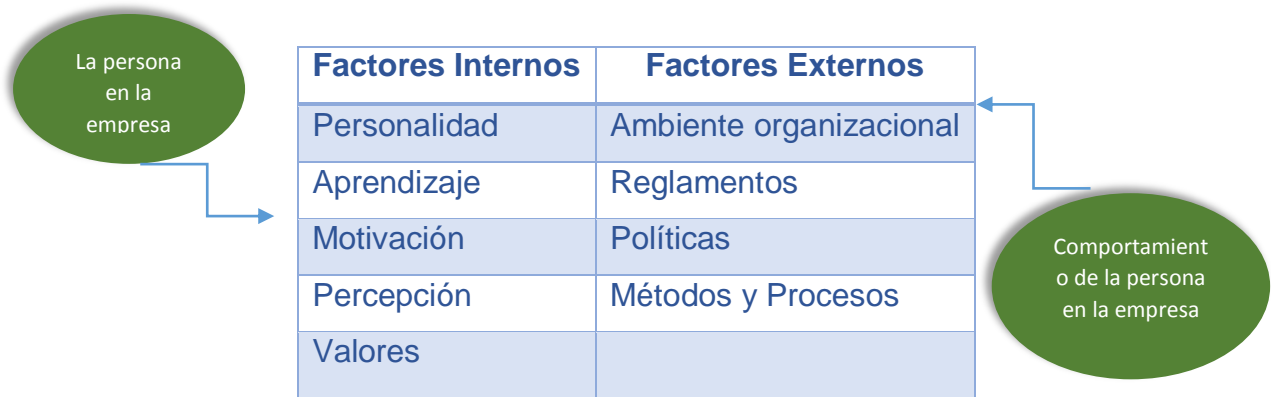 La persona
en la
empresa
Factores Internos Factores Externos
Personalidad Ambiente organizacional
Aprendizaje Reglamentos
Motivación Políticas
Percepción Métodos y Procesos
Valores
Comportamient
o de la persona
en la empresa